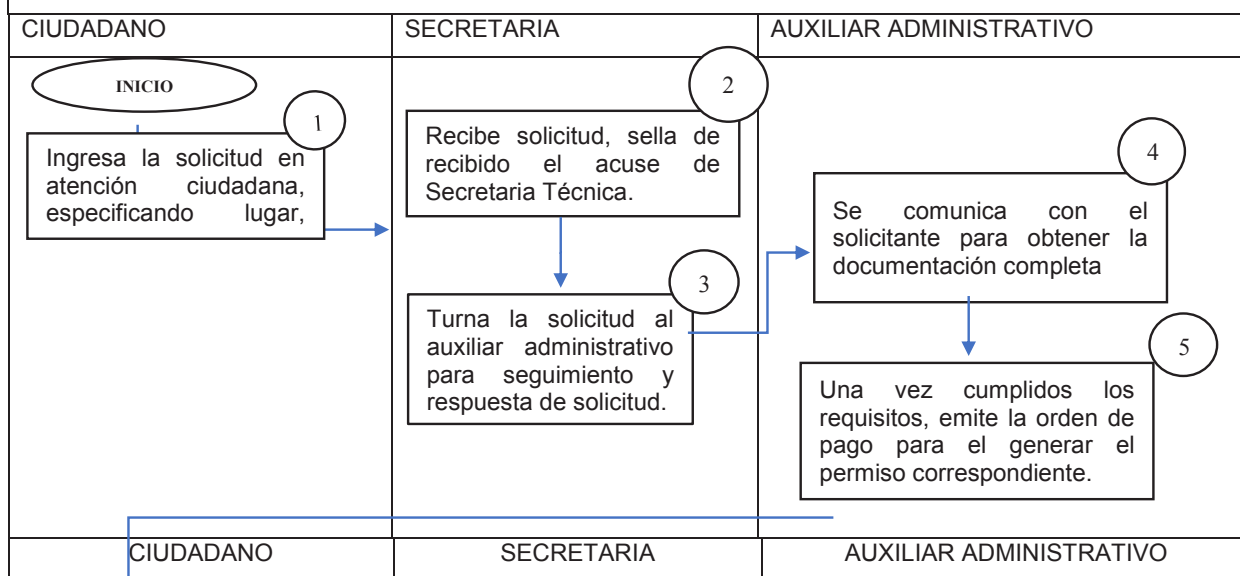 CIUDADANO
SECRETARIA
AUXILIAR ADMINISTRATIVO
INICIO
1
Ingresa la solicitud en
atención ciudadana,
especificando lugar,
2
Recibe solicitud, sella de
recibido el acuse de
Secretaria Técnica.
3
Turna la solicitud al
auxiliar administrativo
para seguimiento y
respuesta de solicitud.
4
Se comunica con el
solicitante para obtener la
documentación completa
5
Una vez cumplidos los
requisitos, emite la orden de
pago para el generar el
permiso correspondiente.
CIUDADANO
SECRETARIA
AUXILIAR ADMINISTRATIVO